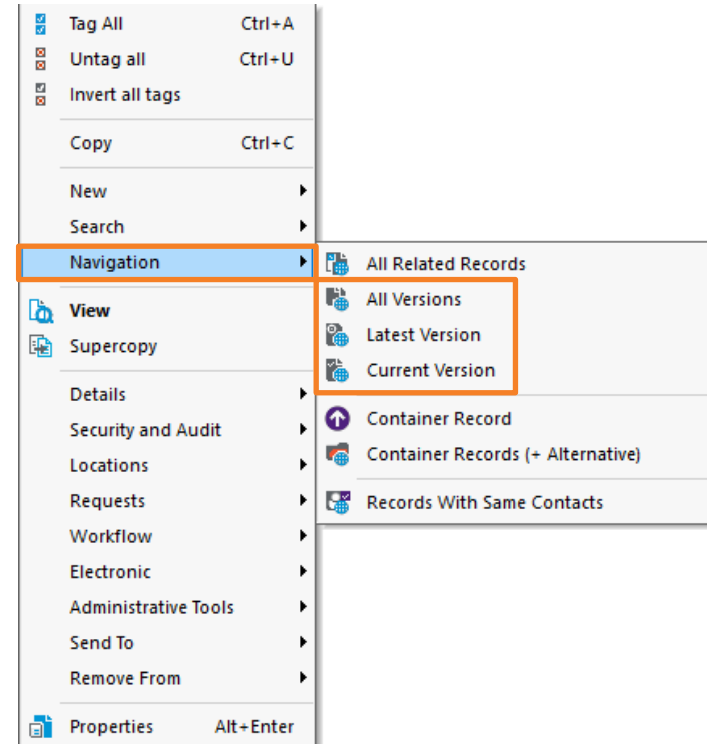 Tag All Ctrl+A
Untag all Ctrl+U
Invert all tags
Copy Ctrl+C
New
Search
Navigation
View
Supercopy
Details
Security and Audit
Locations
Requests
Workflow
Electronic
Administrative Tools
Send To
Remove From
Properties Alt+Enter
All Related Records
All Versions
Latest Version
Current Version
Container Record
Container Records (+ Alternative)
Records With Same Contacts